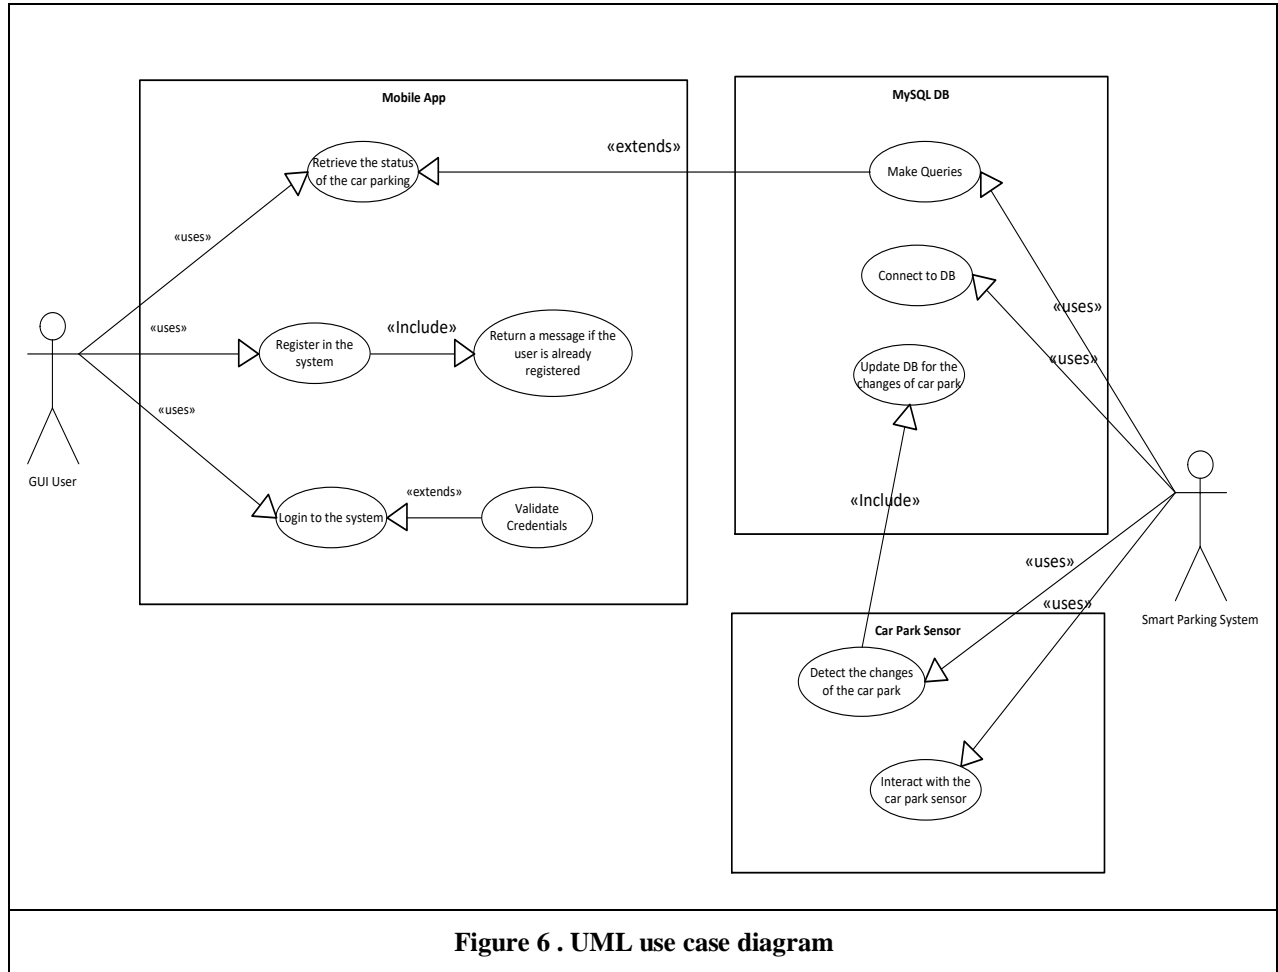 Mobile App
MySQL DB
«extends»
Retrieve the status
of the car parking
Make Queries
«uses»
Connect to DB
«uses»
«uses»
«Include»
Register in the
system
Return a message if the
user is already
registered
«uses»
Update DB for the
changes of car park
«uses»
GUI User
«extends»
Login to the system
Validate
Credentials
«Include»
«uses»
«uses»
Smart Parking System
Car Park Sensor
Detect the changes
of the car park
Interact with the
car park sensor
Figure 6 . UML use case diagram